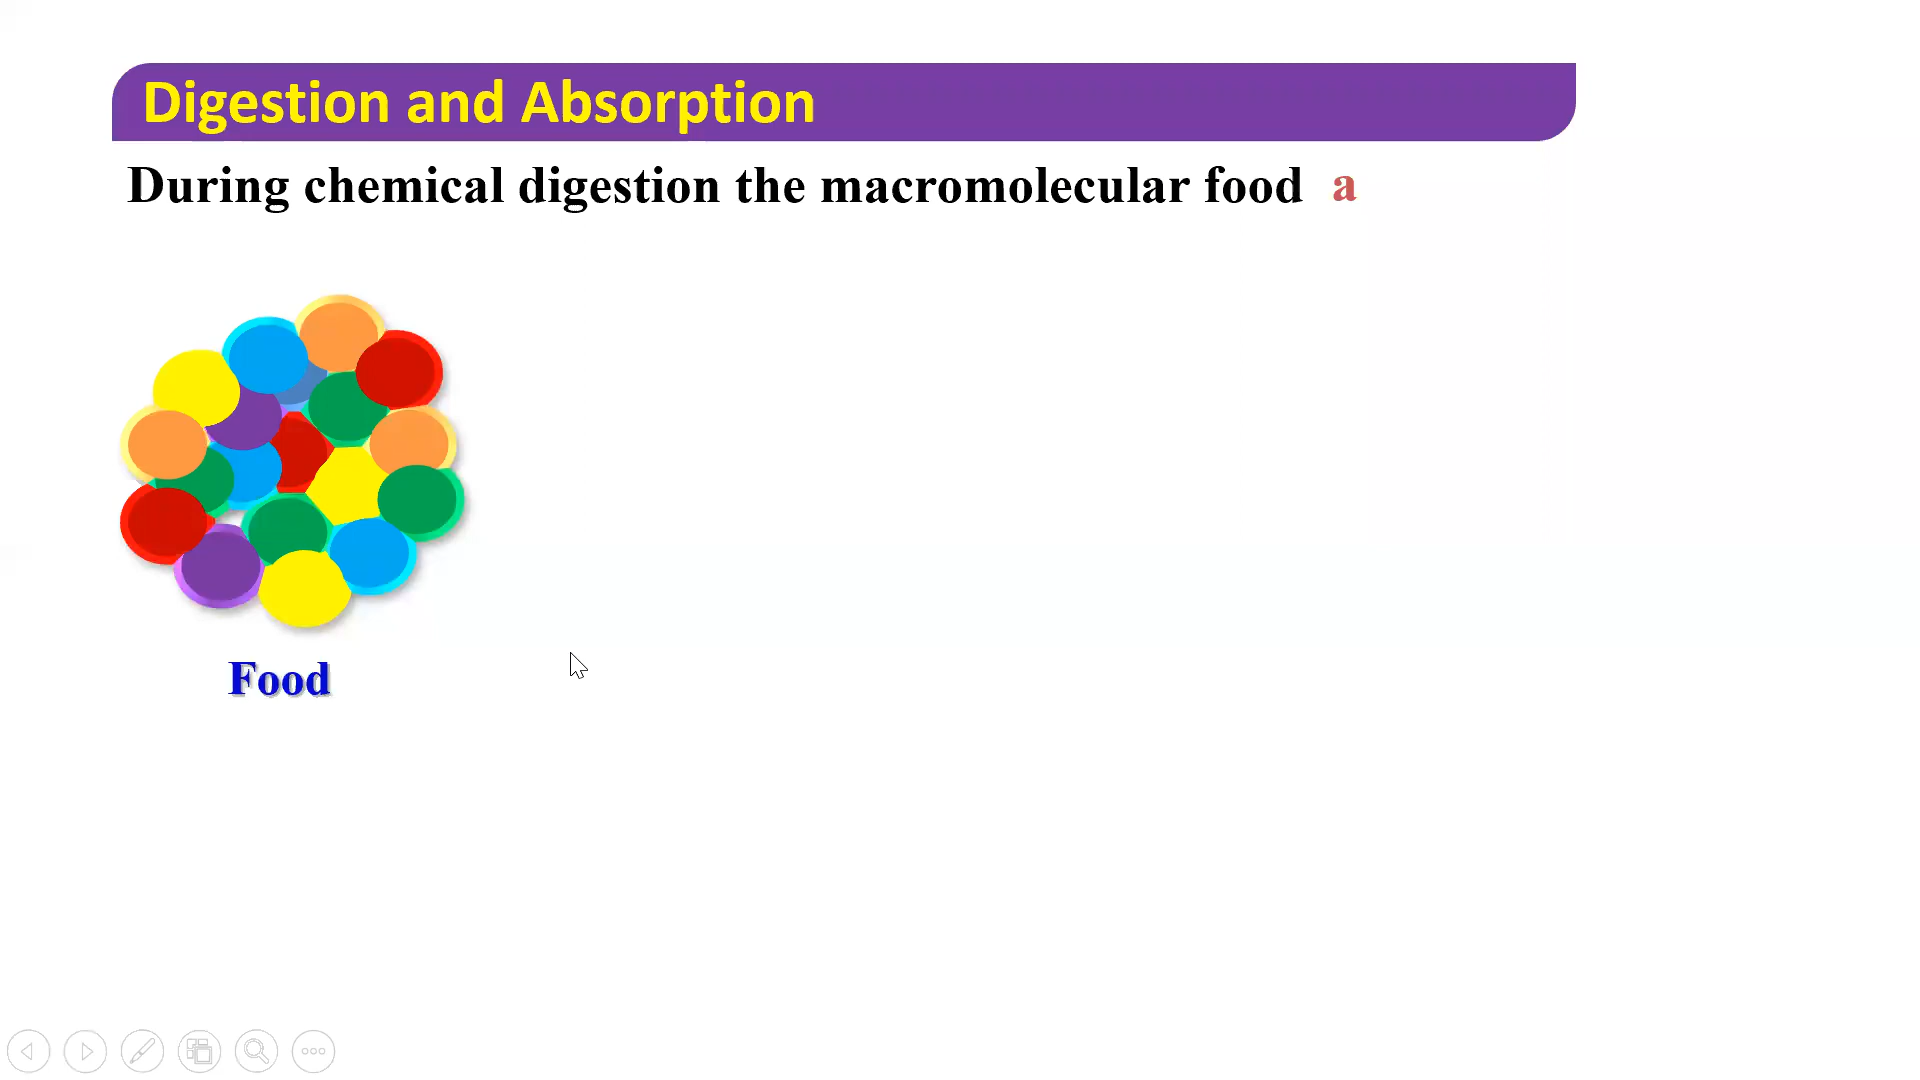 Digestion and Absorption
During chemical digestion the macromolecular food a
Food